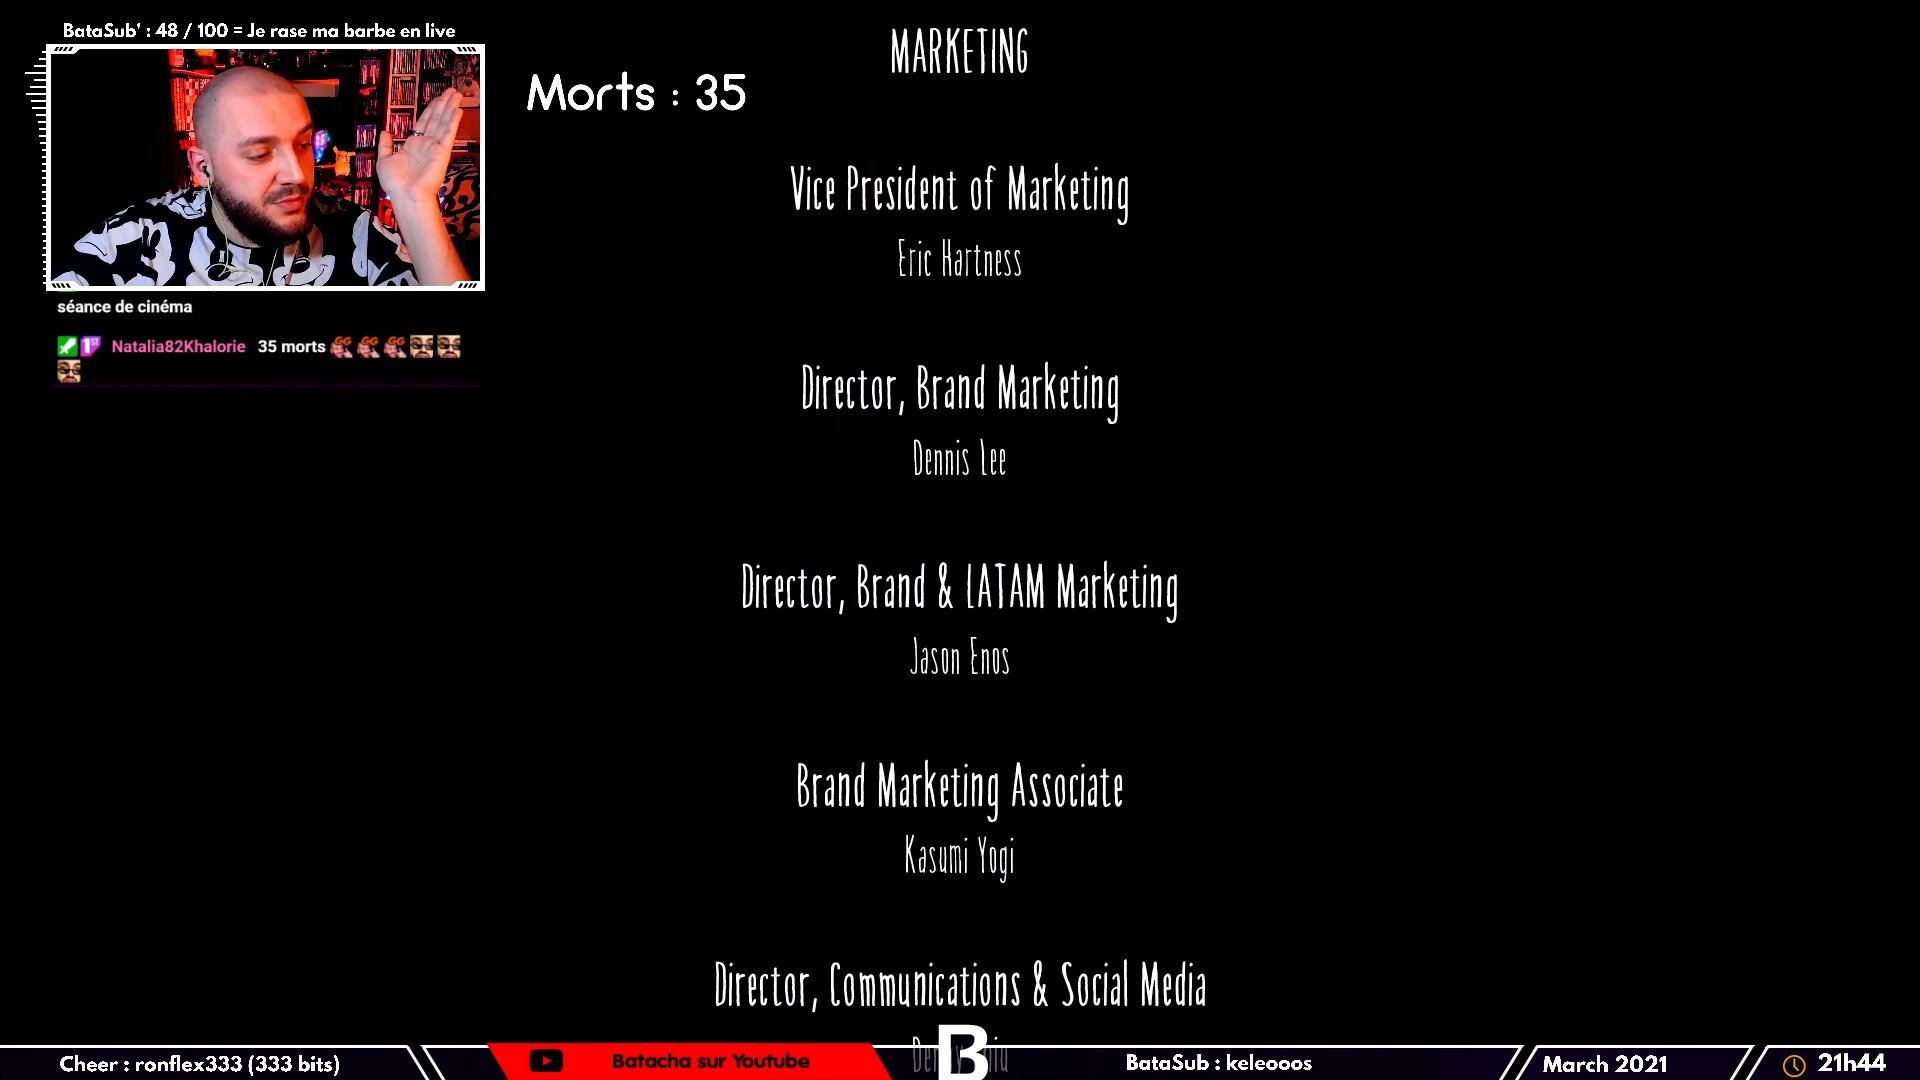 BataSub' : 48 / 100 = Je rase ma barbe en live
Morts : 35
séance de cinéma
Natalia82Khalorie 35 morts
MARKETING
Vice President of Marketing
Eric Hartness
Director, Brand Marketing
Dennis Lee
Director, Brand & LATAM Marketing
Jason Enos
Brand Marketing Associate
Kasumi Yogi
Director, Communications & Social Media
B
Cheer : ronflex333 (333 bits)
Batacha sur Youtube
BataSub : keleooos
March 2021
21h44